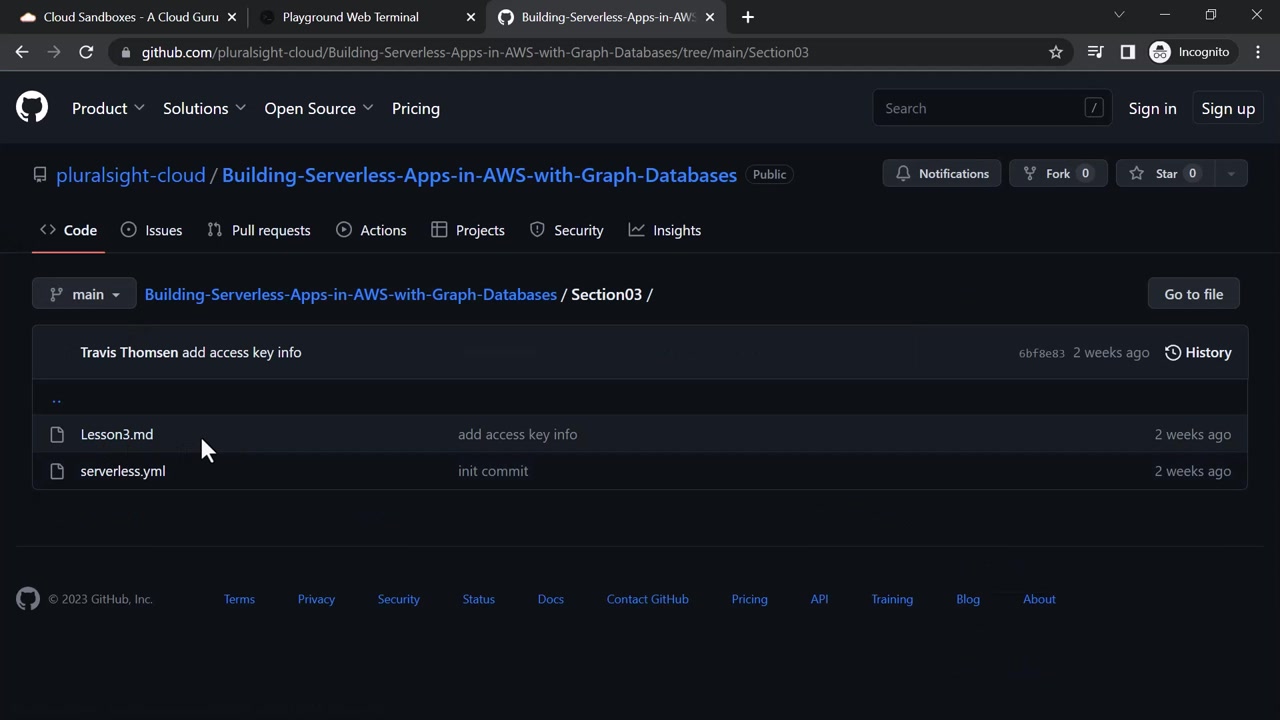 Cloud Sandboxes - A Cloud Guru
Playground Web Terminal
Building-Serverless-Apps-in-AWS
github.com/pluralsight-cloud/Building-Serverless-Apps-in-AWS-with-Graph-Databases/tree/main/Section03
Incognito
Product
Solutions
Open Source
Pricing
Search
/
Sign in
Sign up
pluralsight-cloud / Building-Serverless-Apps-in-AWS-with-Graph-Databases
Public
Notifications
Fork 0
Star 0
Code
Issues
Pull requests
Actions
Projects
Security
Insights
main
Building-Serverless-Apps-in-AWS-with-Graph-Databases / Section03 /
Go to file
Travis Thomsen add access key info
6bf8e83 2 weeks ago
History
..
Lesson3.md
add access key info
2 weeks ago
serverless.yml
init commit
2 weeks ago
© 2023 GitHub, Inc.
Terms
Privacy
Security
Status
Docs
Contact GitHub
Pricing
API
Training
Blog
About